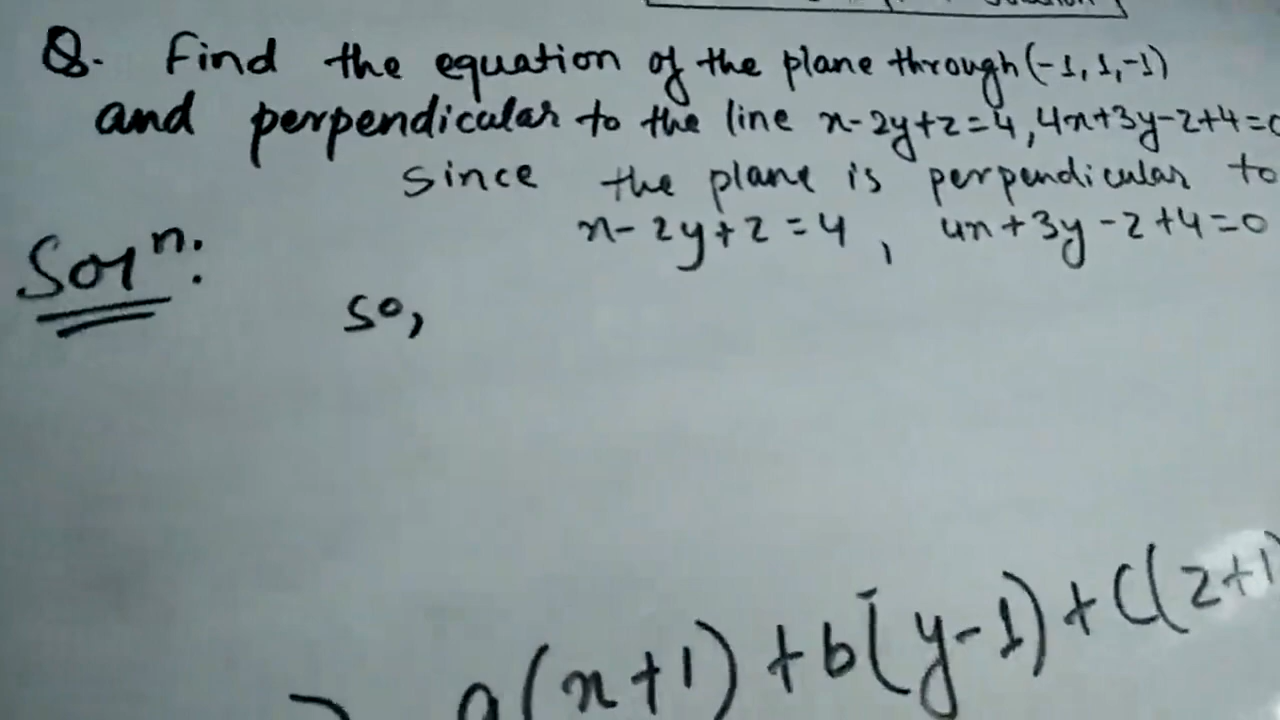 Q. Find the equation of the plane through (-1, 1, -1)
and perpendicular to the line x-2y+z=4, 4x+3y-z+4=0
since the plane is perpendicular to
x-2y+z=4, 4x+3y-z+4=0
Solⁿ:
so,
a(x+1)+b(y-1)+c(z+1)